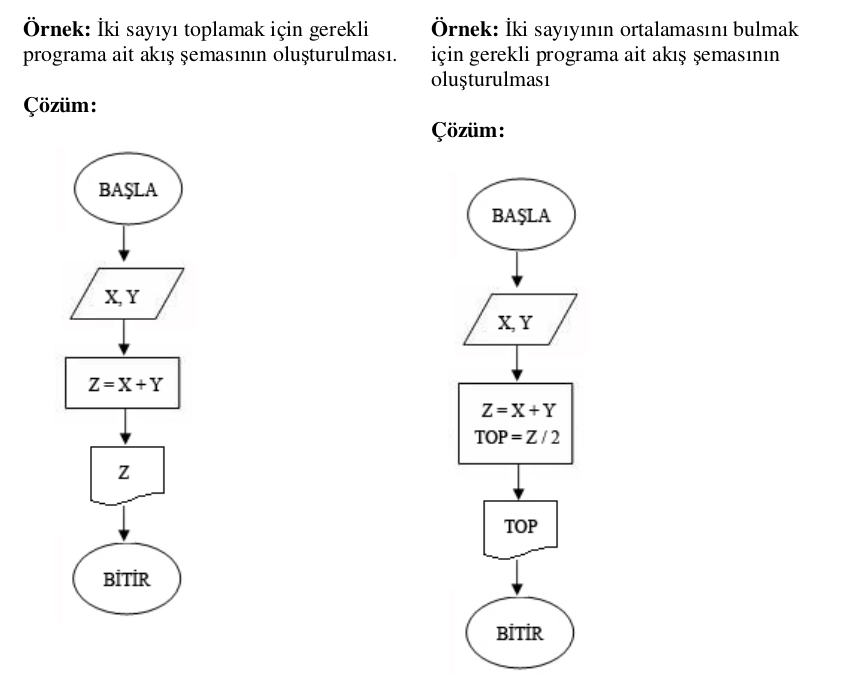 Örnek: İki sayıyı toplamak için gerekli
programa ait akış şemasının oluşturulması.
Çözüm:
BAŞLA
X, Y
Z = X + Y
Z
BİTİR
Örnek: İki sayıyının ortalamasını bulmak
için gerekli programa ait akış şemasının
oluşturulması
Çözüm:
BAŞLA
X, Y
Z = X + Y
TOP = Z / 2
TOP
BİTİR